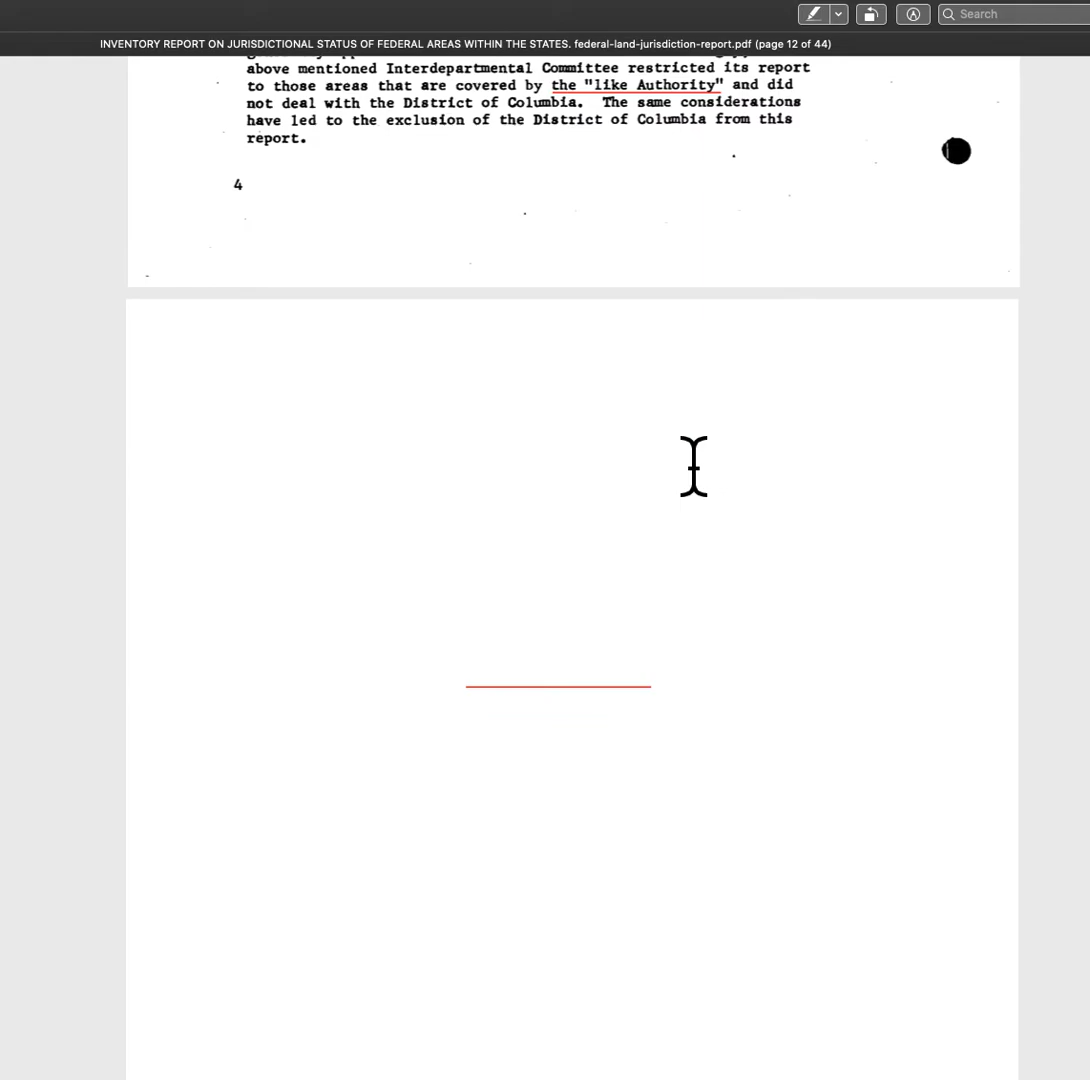 Search
INVENTORY REPORT ON JURISDICTIONAL STATUS OF FEDERAL AREAS WITHIN THE STATES. federal-land-jurisdiction-report.pdf (page 12 of 44)
above mentioned Interdepartmental Committee restricted its report
to those areas that are covered by the "like Authority" and did
not deal with the District of Columbia. The same considerations
have led to the exclusion of the District of Columbia from this
report.
4